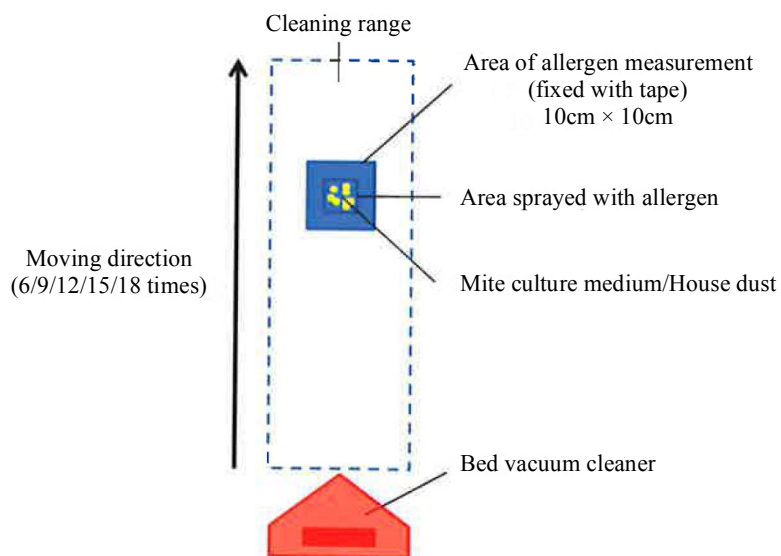 Cleaning range
Area of allergen measurement
(fixed with tape)
10cm × 10cm
Area sprayed with allergen
Moving direction
(6/9/12/15/18 times)
Mite culture medium/House dust
Bed vacuum cleaner